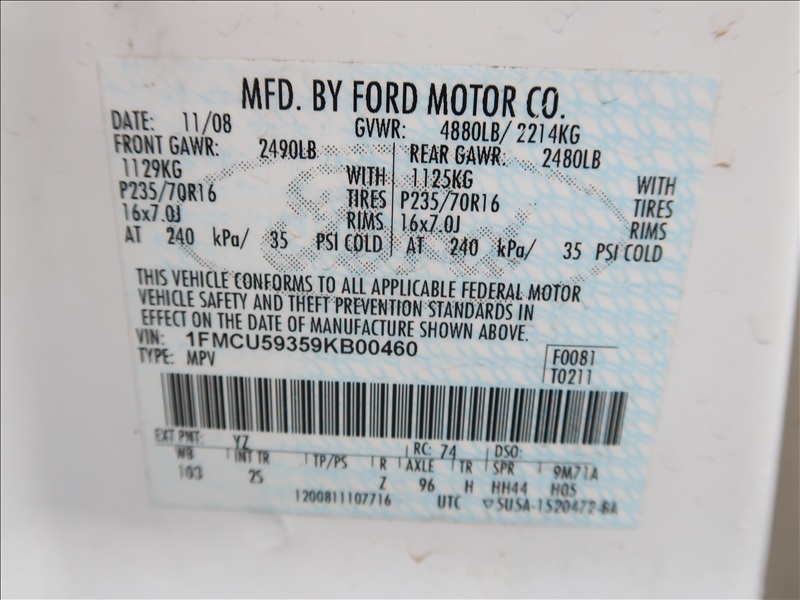 MFD. BY FORD MOTOR CO.
DATE: 11/08 GVWR: 4880LB/ 2214KG
FRONT GAWR: 2490LB REAR GAWR: 2480LB
1129KG WITH 1125KG WITH
P235/70R16 TIRES P235/70R16 TIRES
16x7.0J RIMS 16x7.0J RIMS
AT 240 kPa/ 35 PSI COLD AT 240 kPa/ 35 PSI COLD
THIS VEHICLE CONFORMS TO ALL APPLICABLE FEDERAL MOTOR
VEHICLE SAFETY AND THEFT PREVENTION STANDARDS IN
EFFECT ON THE DATE OF MANUFACTURE SHOWN ABOVE.
VIN: 1FMCU59359KB00460
TYPE: MPV F0081
T0211
EXT PNT: YZ RC: 74 DSO:
WB INT TR TP/PS R AXLE TR SPR 9M71A
103 25 Z 96 H HH44 H05
1200811107716 UTC 5U5A-1520472-BA